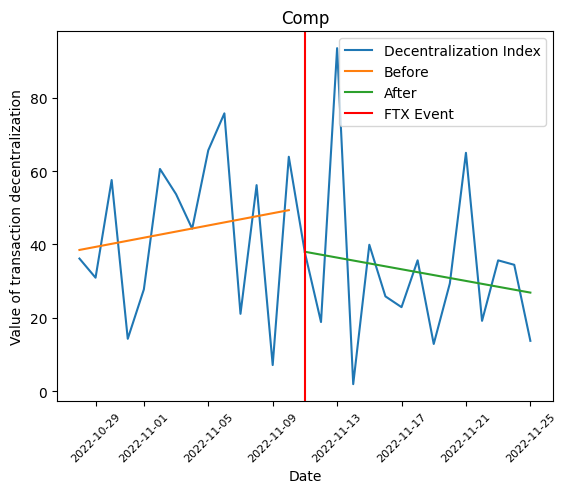 Comp
Decentralization Index
Before
After
FTX Event
Value of transaction decentralization
80
60
40
20
0
2022-10-29
2022-11-01
2022-11-05
2022-11-09
2022-11-13
2022-11-17
2022-11-21
2022-11-25
Date